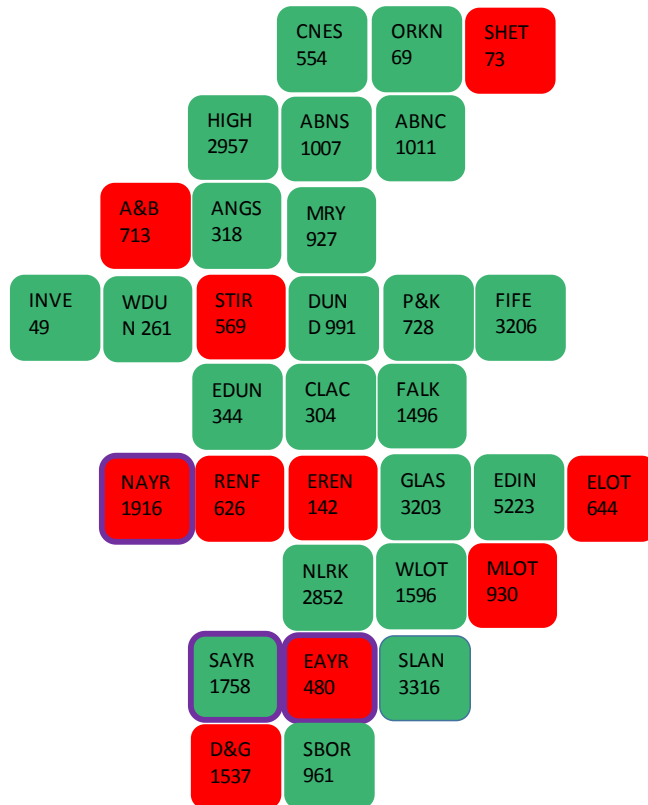 CNES
554
ORKN
69
SHET
73
HIGH
2957
ABNS
1007
ABNC
1011
A&B
713
ANGS
318
MRY
927
INVE
49
WDU
N 261
STIR
569
DUN
D 991
P&K
728
FIFE
3206
EDUN
344
CLAC
304
FALK
1496
NAYR
1916
RENF
626
EREN
142
GLAS
3203
EDIN
5223
ELOT
644
NLRK
2852
WLOT
1596
MLOT
930
SAYR
1758
EAYR
480
SLAN
3316
D&G
1537
SBOR
961